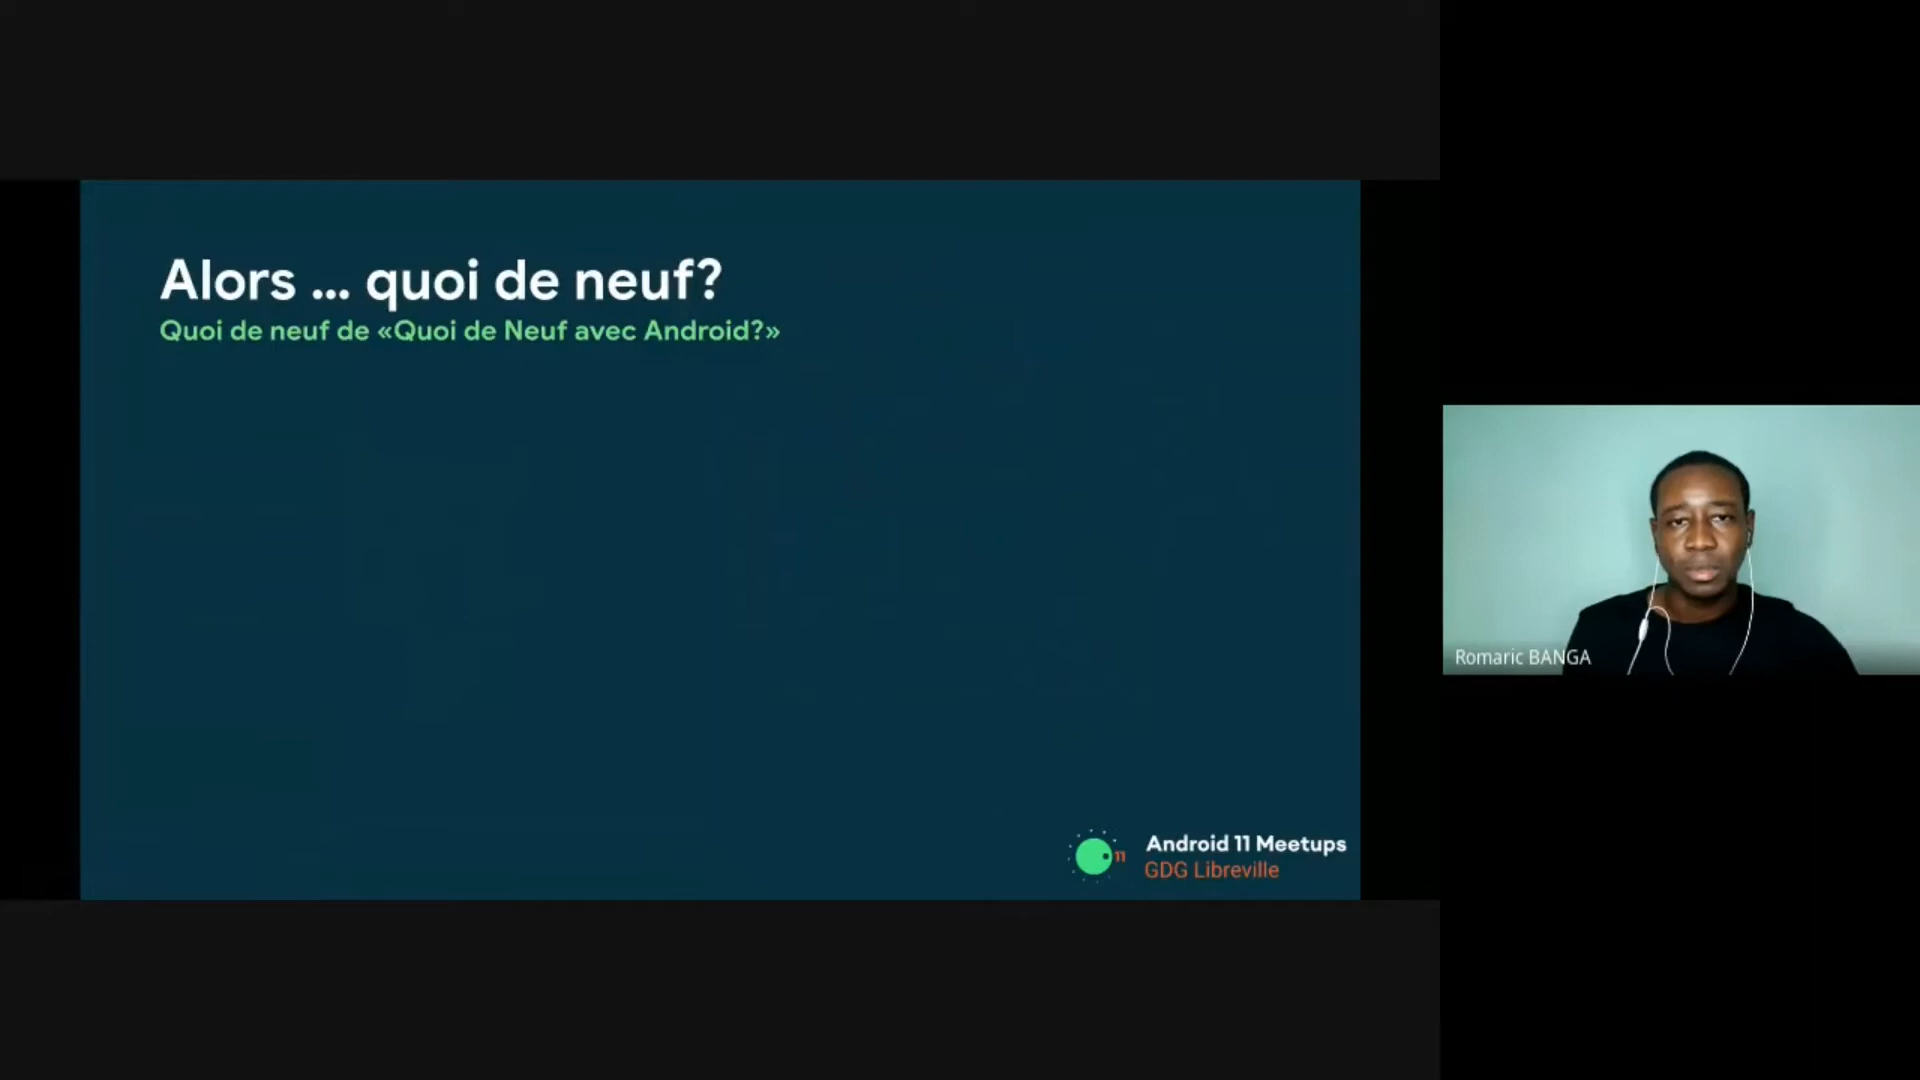 Alors ... quoi de neuf?
Quoi de neuf de «Quoi de Neuf avec Android?»
Romaric BANGA
11
Android 11 Meetups
GDG Libreville